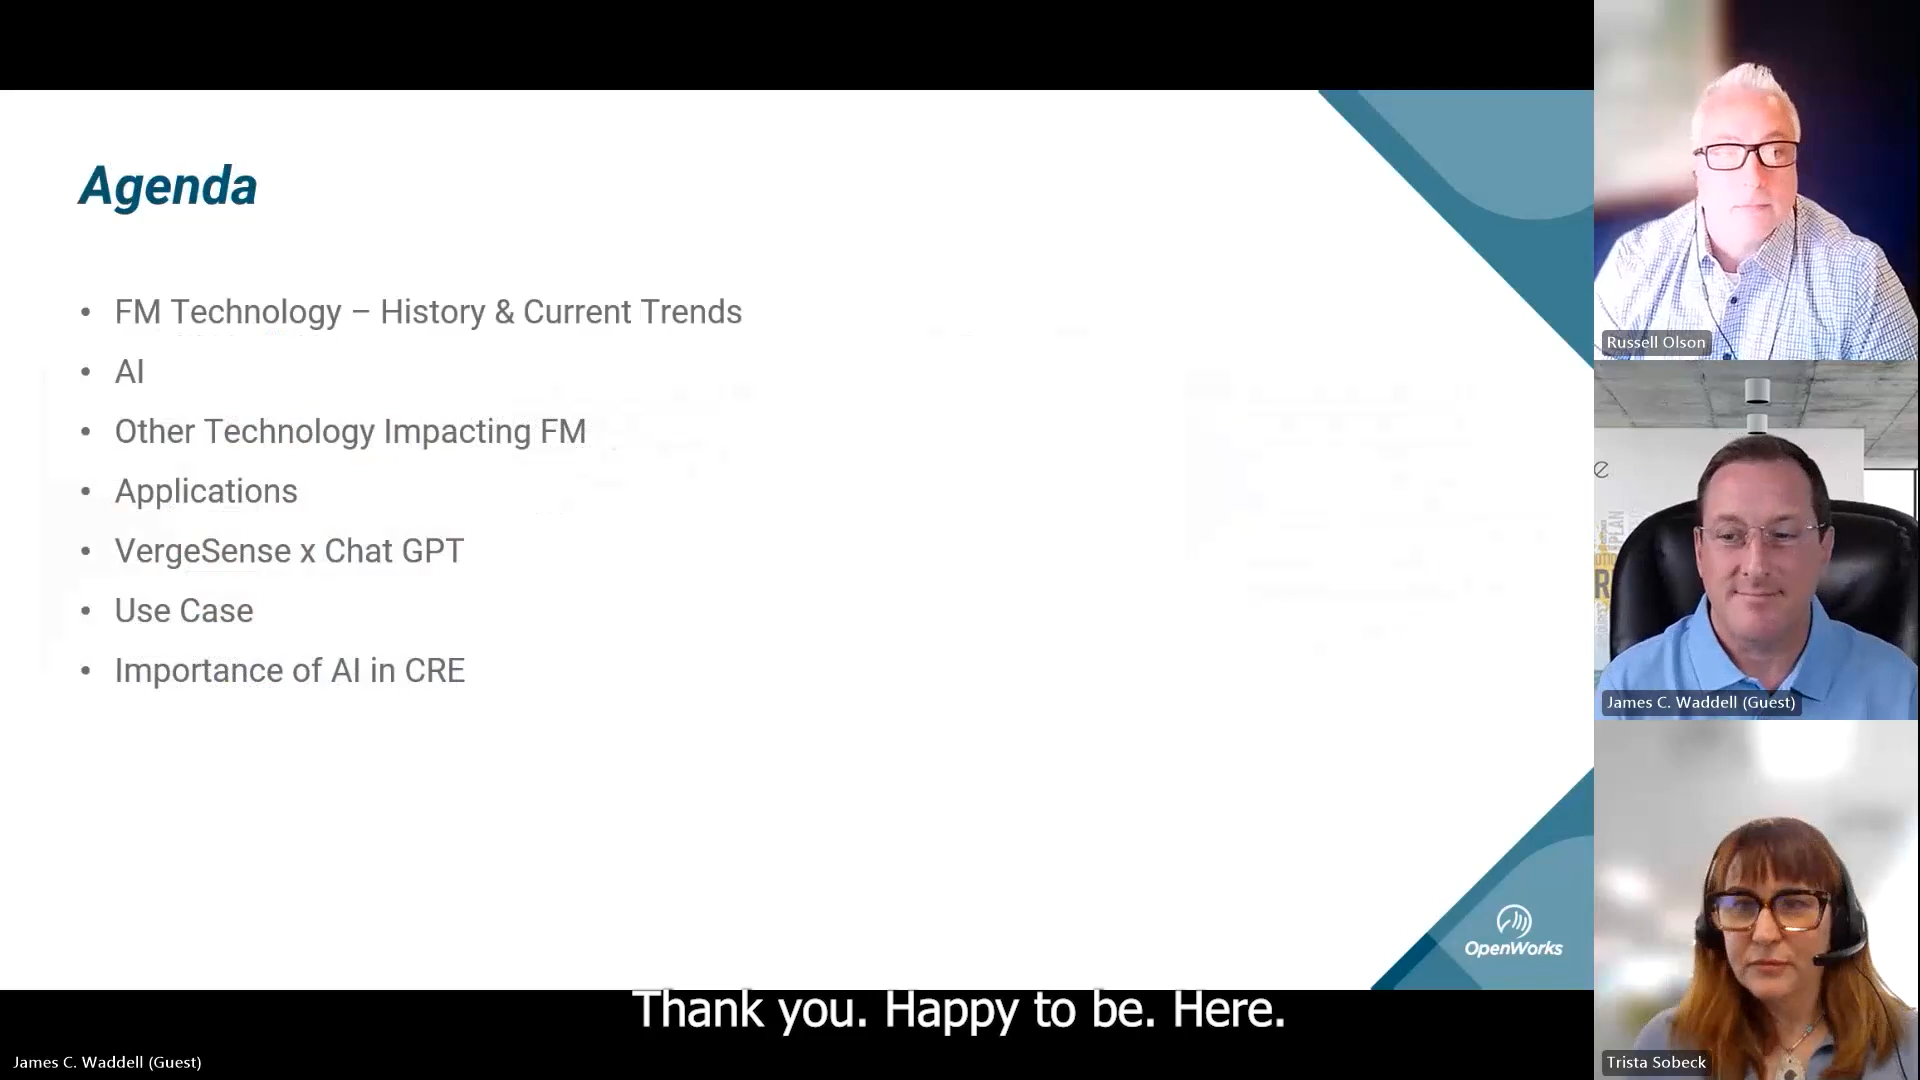 Agenda
• FM Technology – History & Current Trends
• AI
• Other Technology Impacting FM
• Applications
• VergeSense x Chat GPT
• Use Case
• Importance of AI in CRE
OpenWorks
Thank you. Happy to be. Here.
James C. Waddell (Guest)
Russell Olson
e
PLAN
R
James C. Waddell (Guest)
Trista Sobeck